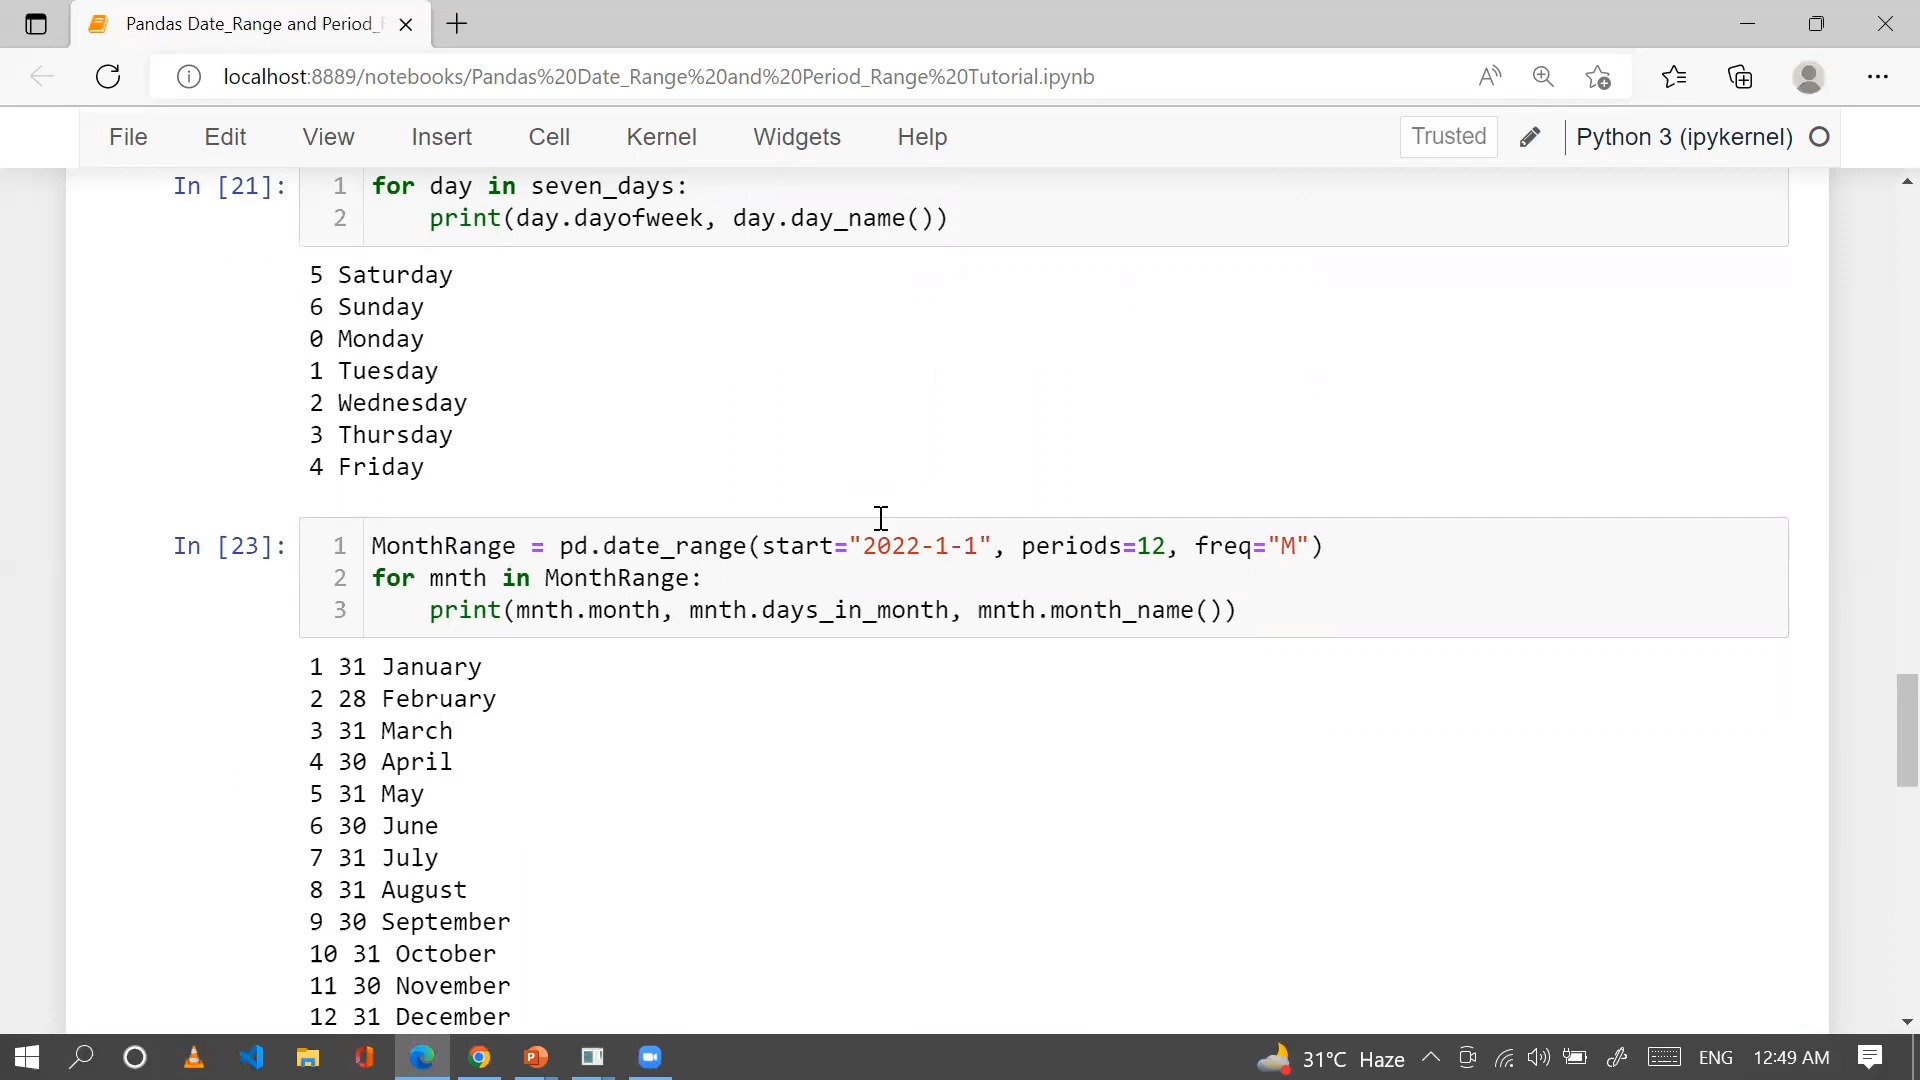 Pandas Date_Range and Period_
localhost:8889/notebooks/Pandas%20Date_Range%20and%20Period_Range%20Tutorial.ipynb
File Edit View Insert Cell Kernel Widgets Help Trusted Python 3 (ipykernel)
In [21]: 1 for day in seven_days:
2 print(day.dayofweek, day.day_name())
5 Saturday
6 Sunday
0 Monday
1 Tuesday
2 Wednesday
3 Thursday
4 Friday
In [23]: 1 MonthRange = pd.date_range(start="2022-1-1", periods=12, freq="M")
2 for mnth in MonthRange:
3 print(mnth.month, mnth.days_in_month, mnth.month_name())
1 31 January
2 28 February
3 31 March
4 30 April
5 31 May
6 30 June
7 31 July
8 31 August
9 30 September
10 31 October
11 30 November
12 31 December
31°C Haze ENG 12:49 AM